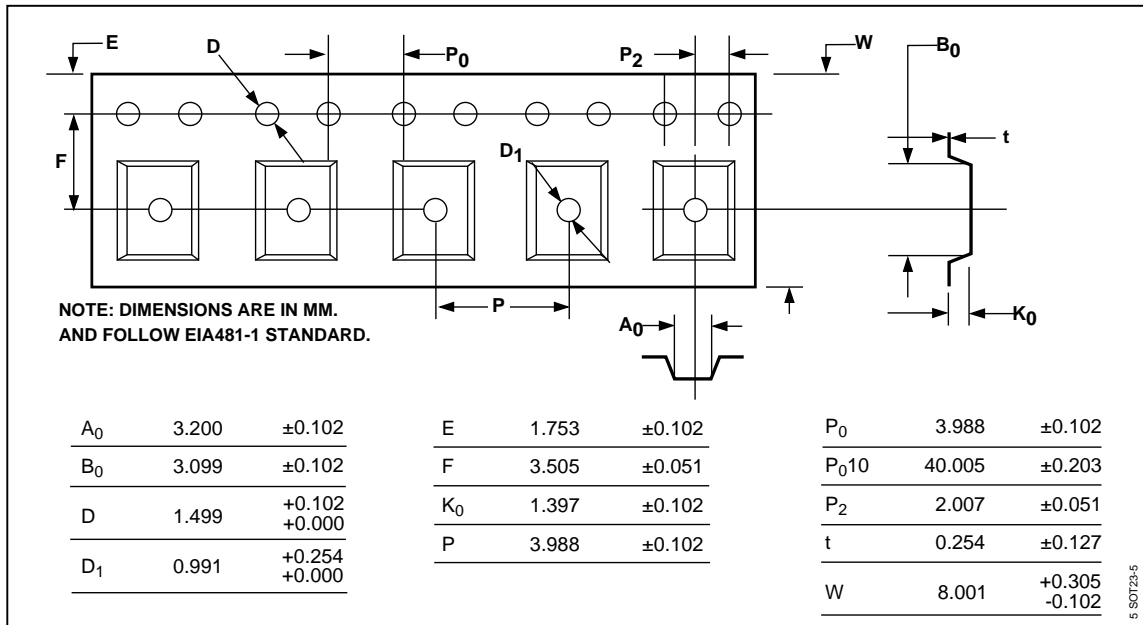 E
D
P0
P2
W
B0
F
D1
t
P
A0
K0
NOTE: DIMENSIONS ARE IN MM.
AND FOLLOW EIA481-1 STANDARD.
A0 3.200 ±0.102
B0 3.099 ±0.102
D 1.499 +0.102
+0.000
D1 0.991 +0.254
+0.000
E 1.753 ±0.102
F 3.505 ±0.051
K0 1.397 ±0.102
P 3.988 ±0.102
P0 3.988 ±0.102
P010 40.005 ±0.203
P2 2.007 ±0.051
t 0.254 ±0.127
W 8.001 +0.305
-0.102
5 SOT23-5